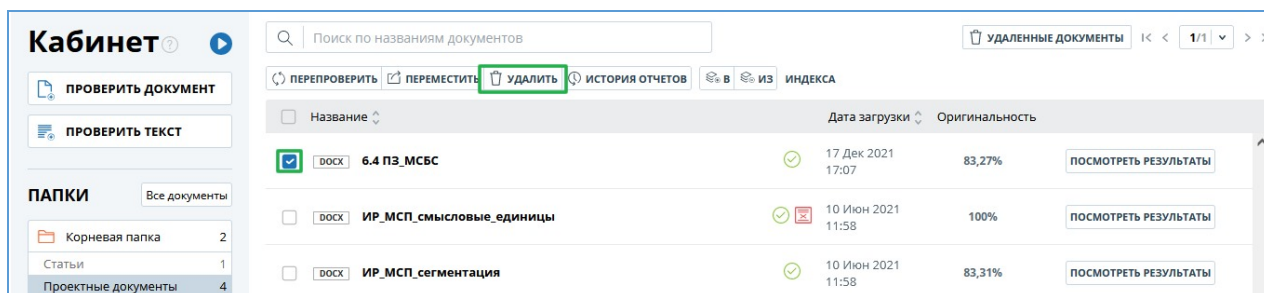 Кабинет
Поиск по названиям документов
УДАЛЕННЫЕ ДОКУМЕНТЫ
1/1
ПРОВЕРИТЬ ДОКУМЕНТ
ПЕРЕПРОВЕРИТЬ ПЕРЕМЕСТИТЬ УДАЛИТЬ ИСТОРИЯ ОТЧЕТОВ В ИЗ ИНДЕКСА
ПРОВЕРИТЬ ТЕКСТ
Название Дата загрузки Оригинальность
DOCX 6.4 ПЗ_МСБС 17 Дек 2021 83,27% ПОСМОТРЕТЬ РЕЗУЛЬТАТЫ
17:07
ПАПКИ Все документы
DOCX ИР_МСП_смысловые_единицы 10 Июн 2021 100% ПОСМОТРЕТЬ РЕЗУЛЬТАТЫ
11:58
Корневая папка 2
Статьи 1
DOCX ИР_МСП_сегментация 10 Июн 2021 83,31% ПОСМОТРЕТЬ РЕЗУЛЬТАТЫ
11:58
Проектные документы 4